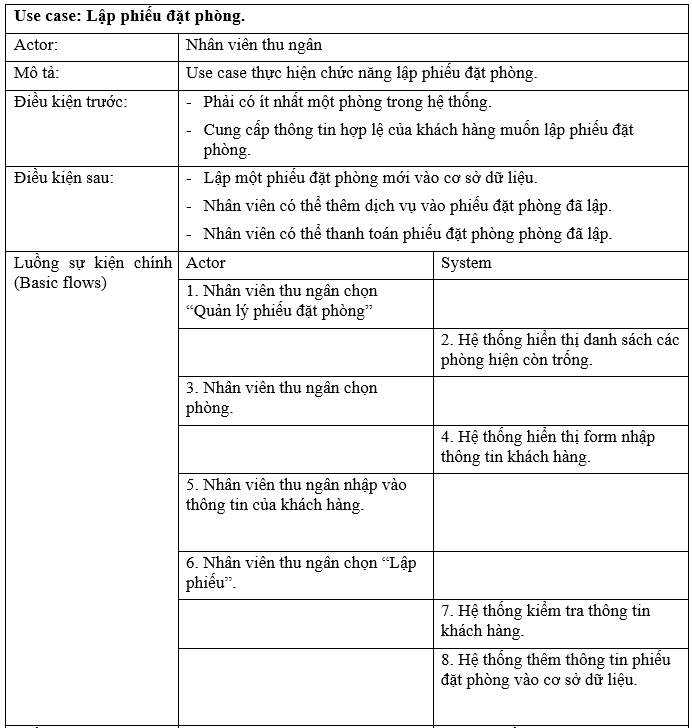 Use case: Lập phiếu đặt phòng.
Actor:
Nhân viên thu ngân
Mô tả:
Use case thực hiện chức năng lập phiếu đặt phòng.
Điều kiện trước:
- Phải có ít nhất một phòng trong hệ thống.
- Cung cấp thông tin hợp lệ của khách hàng muốn lập phiếu đặt
phòng.
Điều kiện sau:
- Lập một phiếu đặt phòng mới vào cơ sở dữ liệu.
- Nhân viên có thể thêm dịch vụ vào phiếu đặt phòng đã lập.
- Nhân viên có thể thanh toán phiếu đặt phòng phòng đã lập.
Luồng sự kiện chính
(Basic flows)
Actor
System
1. Nhân viên thu ngân chọn
“Quản lý phiếu đặt phòng”
2. Hệ thống hiển thị danh sách các
phòng hiện còn trống.
3. Nhân viên thu ngân chọn
phòng.
4. Hệ thống hiển thị form nhập
thông tin khách hàng.
5. Nhân viên thu ngân nhập vào
thông tin của khách hàng.
6. Nhân viên thu ngân chọn “Lập
phiếu”.
7. Hệ thống kiểm tra thông tin
khách hàng.
8. Hệ thống thêm thông tin phiếu
đặt phòng vào cơ sở dữ liệu.